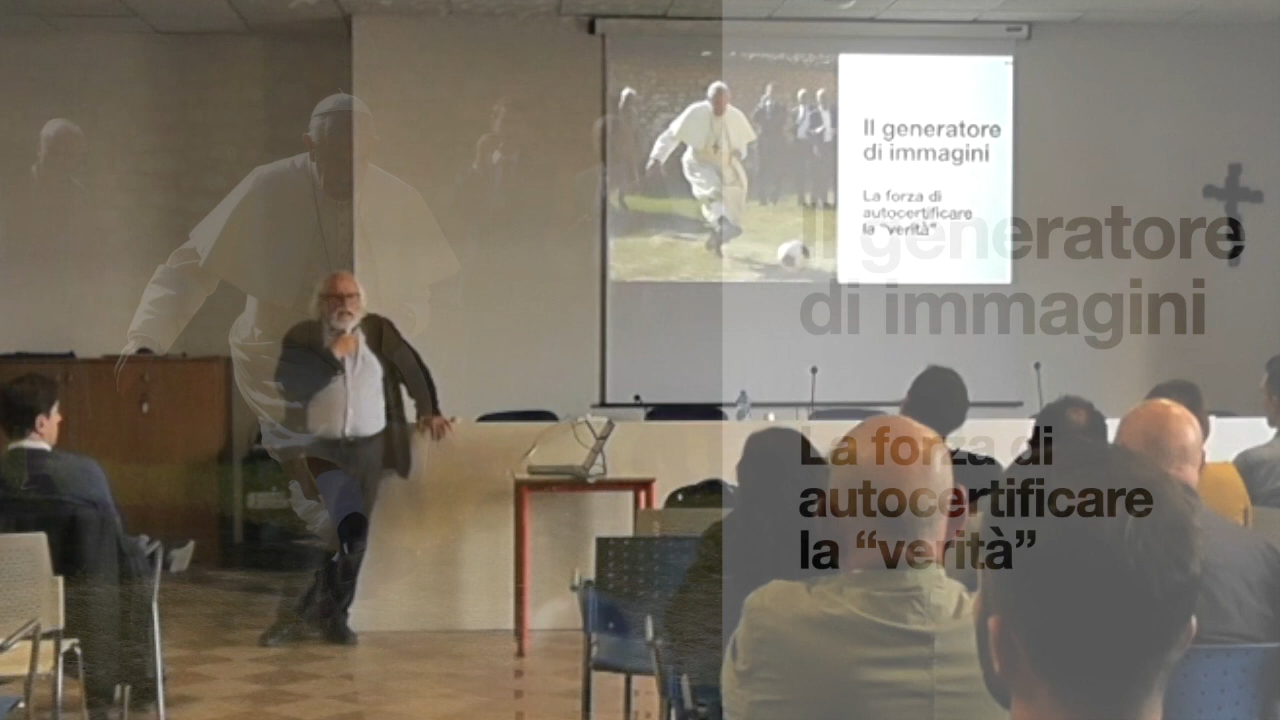 Il generatore
di immagini
La forza di
autocertificare
la "verità"
Il generatore
di immagini
La forza di
autocertificare
la “verità”